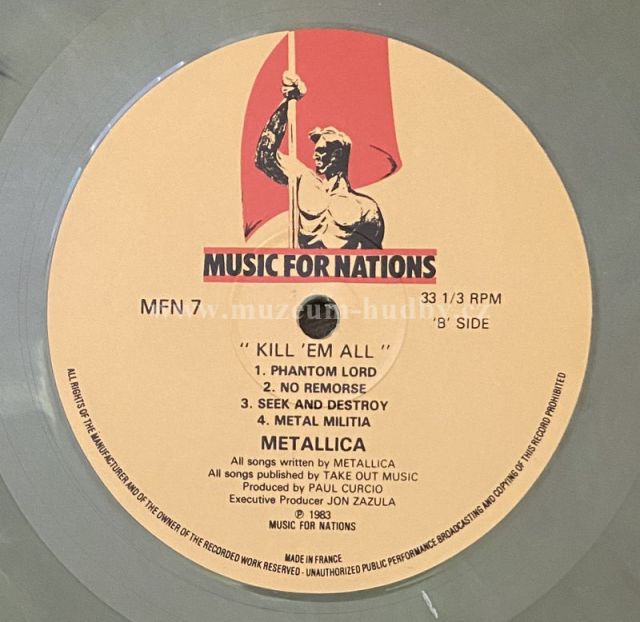 MUSIC FOR NATIONS
MFN 7
33 1/3 RPM
'B' SIDE
www.muzeum-hudby.cz
" KILL 'EM ALL "
1. PHANTOM LORD
2. NO REMORSE
3. SEEK AND DESTROY
4. METAL MILITIA
METALLICA
All songs written by METALLICA
All songs published by TAKE OUT MUSIC
Produced by PAUL CURCIO
Executive Producer JON ZAZULA
℗ 1983
MUSIC FOR NATIONS
MADE IN FRANCE
ALL RIGHTS OF THE MANUFACTURER AND OF THE OWNER OF THE RECORDED WORK RESERVED - UNAUTHORIZED PUBLIC PERFORMANCE BROADCASTING AND COPYING OF THIS RECORD PROHIBITED